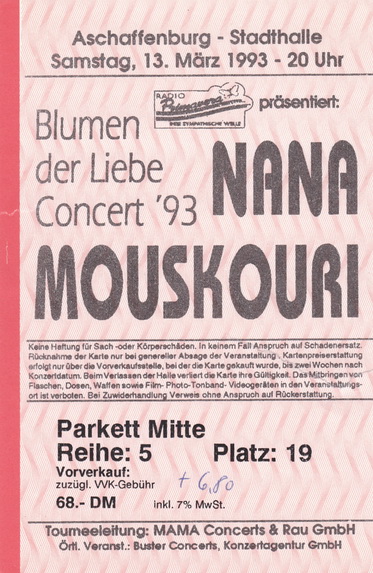 Aschaffenburg - Stadthalle
Samstag, 13. März 1993 - 20 Uhr
RADIO
Primavera
IHRE SYMPATHISCHE WELLE
präsentiert:
Blumen
der Liebe
Concert '93
NANA
MOUSKOURI
Keine Haftung für Sach -oder Körperschäden. In keinem Fall Anspruch auf Schadenersatz.
Rücknahme der Karte nur bei genereller Absage der Veranstaltung . Kartenpreiserstattung
erfolgt nur über die Vorverkaufsstelle, bei der die Karte gekauft wurde, bis zwei Wochen nach
Konzertdatum. Beim Verlassen der Halle verliert die Karte ihre Gültigkeit. Das Mitbringen von
Flaschen, Dosen, Waffen sowie Film- Photo-Tonband- Videogeräten in den Veranstaltungs-
ort ist verboten. Bei Zuwiderhandlung Verweis ohne Anspruch auf Rückerstattung.
Parkett Mitte
Reihe: 5 Platz: 19
Vorverkauf:
zuzügl. VVK-Gebühr + 6,80
68.- DM inkl. 7% MwSt.
Tourneeleitung: MAMA Concerts & Rau GmbH
Örtl. Veranst.: Buster Concerts, Konzertagentur GmbH